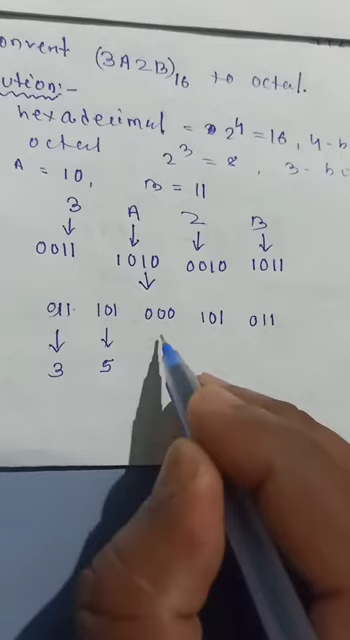 onvert (3A2B)16 to octal.
ution:-
hexadecimal = 2^4 = 16, 4-b
octal 2^3 = 8, 3-b
A = 10, B = 11
3 A 2 B
↓ ↓ ↓ ↓
0011 1010 0010 1011
↓
011 101 000 101 011
↓ ↓
3 5